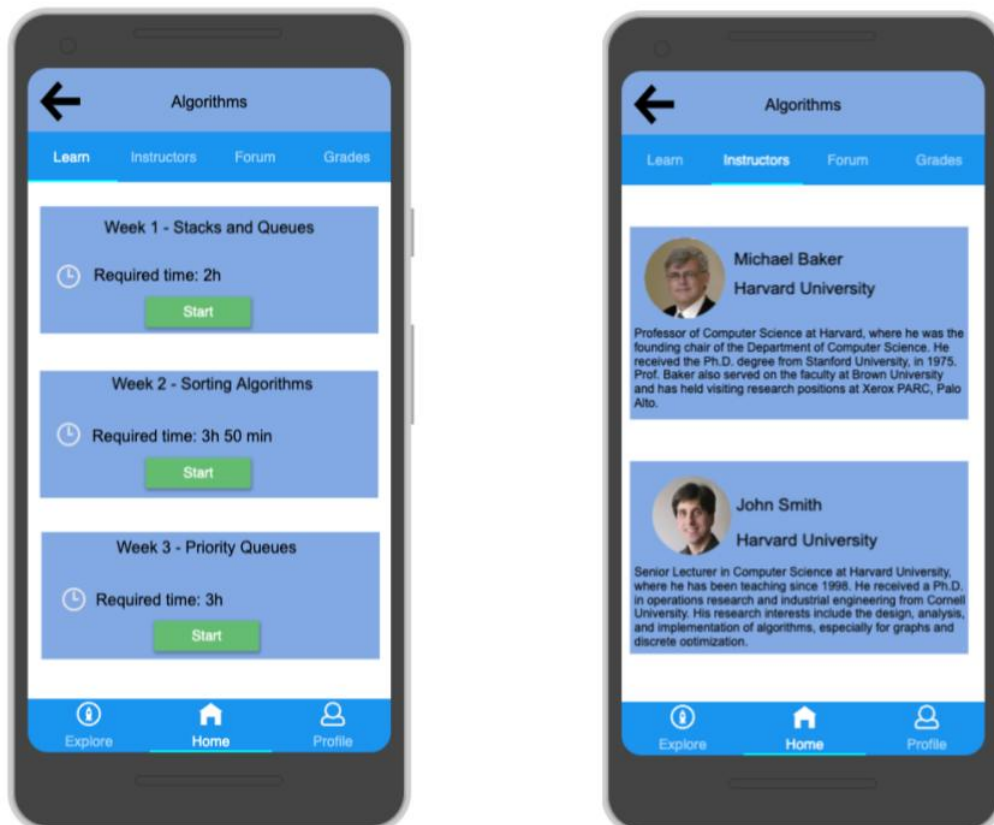 Algorithms
Learn Instructors Forum Grades
Week 1 - Stacks and Queues
Required time: 2h
Start
Week 2 - Sorting Algorithms
Required time: 3h 50 min
Start
Week 3 - Priority Queues
Required time: 3h
Start
Explore Home Profile
Algorithms
Learn Instructors Forum Grades
Michael Baker
Harvard University
Professor of Computer Science at Harvard, where he was the
founding chair of the Department of Computer Science. He
received the Ph.D. degree from Stanford University, in 1975.
Prof. Baker also served on the faculty at Brown University
and has held visiting research positions at Xerox PARC, Palo
Alto.
John Smith
Harvard University
Senior Lecturer in Computer Science at Harvard University,
where he has been teaching since 1998. He received a Ph.D.
in operations research and industrial engineering from Cornell
University. His research interests include the design, analysis,
and implementation of algorithms, especially for graphs and
discrete optimization.
Explore Home Profile